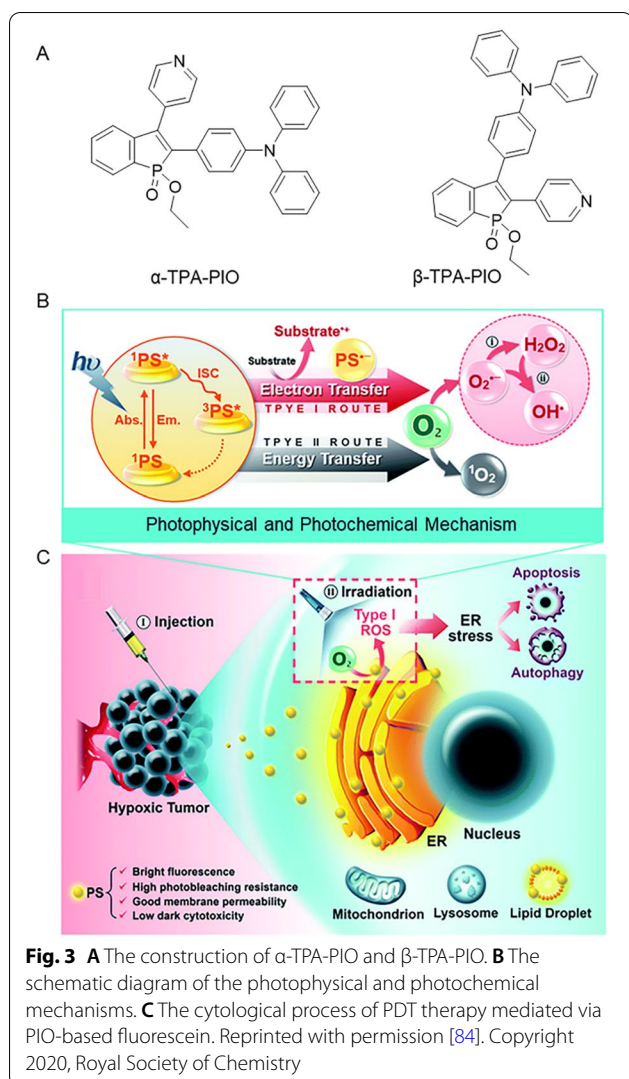 A
N
N
P
O
O
α-TPA-PIO
N
N
P
O
O
β-TPA-PIO
B
hυ
¹PS*
ISC
³PS*
Abs.
Em.
¹PS
Substrate•+
Substrate
PS•−
Electron Transfer
TPYE I ROUTE
TPYE II ROUTE
Energy Transfer
O₂
O₂•−
ⓘ
H₂O₂
ⓘⓘ
OH•
¹O₂
Photophysical and Photochemical Mechanism
C
ⓘ Injection
Hypoxic Tumor
ⓘⓘ Irradiation
Type I
ROS
O₂
ER
stress
Apoptosis
Autophagy
ER
Nucleus
PS
✓ Bright fluorescence
✓ High photobleaching resistance
✓ Good membrane permeability
✓ Low dark cytotoxicity
Mitochondrion
Lysosome
Lipid Droplet
Fig. 3 A The construction of α-TPA-PIO and β-TPA-PIO. B The
schematic diagram of the photophysical and photochemical
mechanisms. C The cytological process of PDT therapy mediated via
PIO-based fluorescein. Reprinted with permission [84]. Copyright
2020, Royal Society of Chemistry